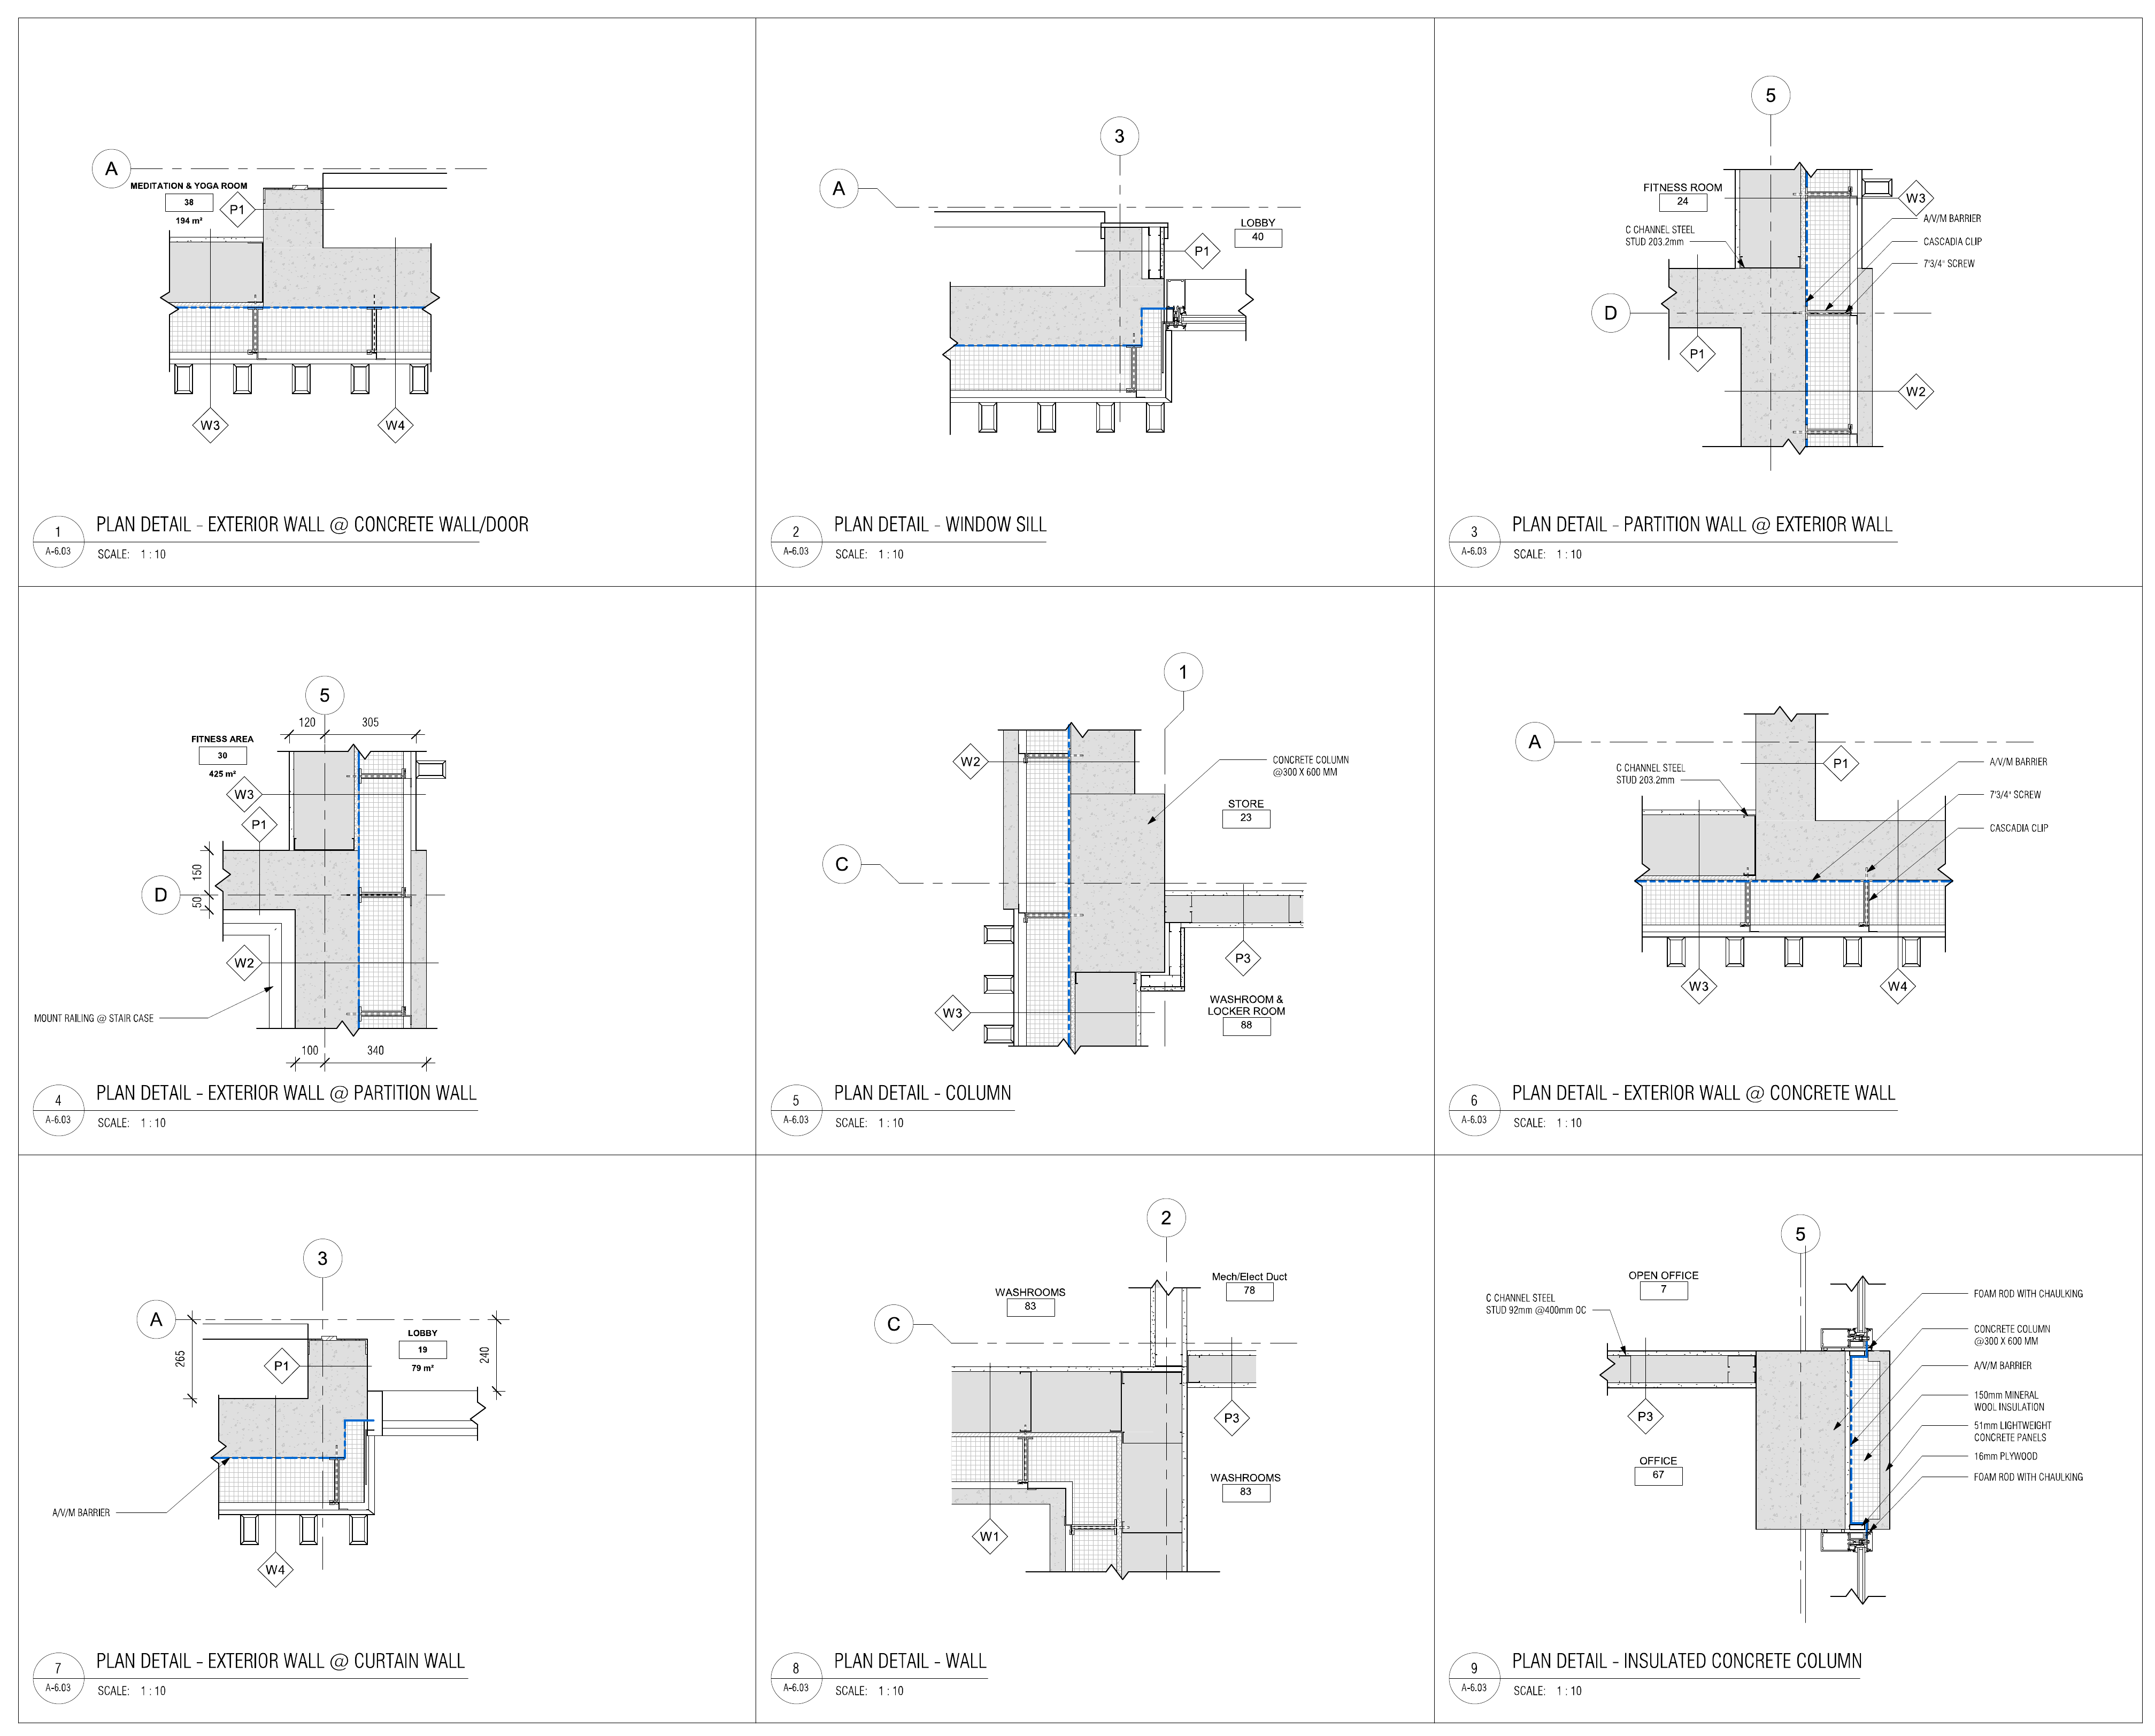 A
MEDITATION & YOGA ROOM
38
194 m²
P1
W3
W4
1
A-6.03
PLAN DETAIL - EXTERIOR WALL @ CONCRETE WALL/DOOR
SCALE: 1 : 10
3
A
LOBBY
40
P1
2
A-6.03
PLAN DETAIL - WINDOW SILL
SCALE: 1 : 10
5
FITNESS ROOM
24
W3
A/V/M BARRIER
C CHANNEL STEEL
STUD 203.2mm
CASCADIA CLIP
7'3/4" SCREW
D
P1
W2
3
A-6.03
PLAN DETAIL - PARTITION WALL @ EXTERIOR WALL
SCALE: 1 : 10
5
120
305
FITNESS AREA
30
425 m²
W3
P1
150
D
50
W2
MOUNT RAILING @ STAIR CASE
100
340
4
A-6.03
PLAN DETAIL - EXTERIOR WALL @ PARTITION WALL
SCALE: 1 : 10
1
W2
CONCRETE COLUMN
@300 X 600 MM
STORE
23
C
P3
WASHROOM &
LOCKER ROOM
88
W3
5
A-6.03
PLAN DETAIL - COLUMN
SCALE: 1 : 10
A
P1
A/V/M BARRIER
C CHANNEL STEEL
STUD 203.2mm
7'3/4" SCREW
CASCADIA CLIP
W3
W4
6
A-6.03
PLAN DETAIL - EXTERIOR WALL @ CONCRETE WALL
SCALE: 1 : 10
3
A
LOBBY
19
79 m²
265
P1
240
A/V/M BARRIER
W4
7
A-6.03
PLAN DETAIL - EXTERIOR WALL @ CURTAIN WALL
SCALE: 1 : 10
2
Mech/Elect Duct
78
WASHROOMS
83
C
P3
WASHROOMS
83
W1
8
A-6.03
PLAN DETAIL - WALL
SCALE: 1 : 10
5
OPEN OFFICE
7
C CHANNEL STEEL
STUD 92mm @400mm OC
FOAM ROD WITH CHAULKING
CONCRETE COLUMN
@300 X 600 MM
A/V/M BARRIER
150mm MINERAL
WOOL INSULATION
P3
51mm LIGHTWEIGHT
CONCRETE PANELS
16mm PLYWOOD
OFFICE
67
FOAM ROD WITH CHAULKING
9
A-6.03
PLAN DETAIL - INSULATED CONCRETE COLUMN
SCALE: 1 : 10